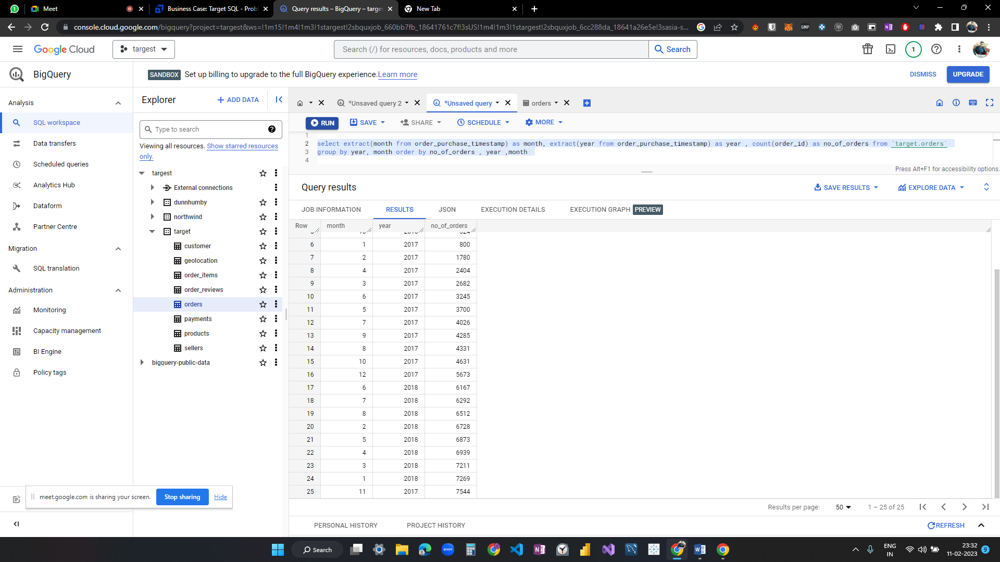 1
Meet
Business Case: Target SQL - Prob
Query results – BigQuery – targes
New Tab
console.cloud.google.com/bigquery?project=targest&ws=!1m15!1m4!1m3!1stargest!2sbquxjob_660bb7fb_18641761c7f!3sUS!1m4!1m3!1stargest!2sbquxjob_6cc288da_18641a26e5e!3sasia-s...
GMP
Google Cloud
targest
Search (/) for resources, docs, products and more
Search
1
BigQuery
SANDBOX Set up billing to upgrade to the full BigQuery experience. Learn more
DISMISS
UPGRADE
Analysis
SQL workspace
Data transfers
Scheduled queries
Analytics Hub
Dataform
Partner Centre
Migration
SQL translation
Administration
Monitoring
Capacity management
BI Engine
Policy tags
Explorer
+ ADD DATA
Type to search
Viewing all resources. Show starred resources
only.
targest
External connections
dunnhumby
northwind
target
customer
geolocation
order_items
order_reviews
orders
payments
products
sellers
bigquery-public-data
*Unsaved query 2
*Unsaved query
orders
RUN
SAVE
SHARE
SCHEDULE
MORE
1
2 select extract(month from order_purchase_timestamp) as month, extract(year from order_purchase_timestamp) as year , count(order_id) as no_of_orders from `target.orders`
3 group by year, month order by no_of_orders , year ,month
4
Press Alt+F1 for accessibility options.
Query results
SAVE RESULTS
EXPLORE DATA
JOB INFORMATION
RESULTS
JSON
EXECUTION DETAILS
EXECUTION GRAPH PREVIEW
Row month year no_of_orders
6 1 2017 800
7 2 2017 1780
8 4 2017 2404
9 3 2017 2682
10 6 2017 3245
11 5 2017 3700
12 7 2017 4026
13 9 2017 4285
14 8 2017 4331
15 10 2017 4631
16 12 2017 5673
17 6 2018 6167
18 7 2018 6292
19 8 2018 6512
20 2 2018 6728
21 5 2018 6873
22 4 2018 6939
23 3 2018 7211
24 1 2018 7269
25 11 2017 7544
Results per page: 50 1 – 25 of 25
PERSONAL HISTORY
PROJECT HISTORY
REFRESH
meet.google.com is sharing your screen.
Stop sharing
Hide
Search
zoom
ENG
IN
23:32
11-02-2023
9